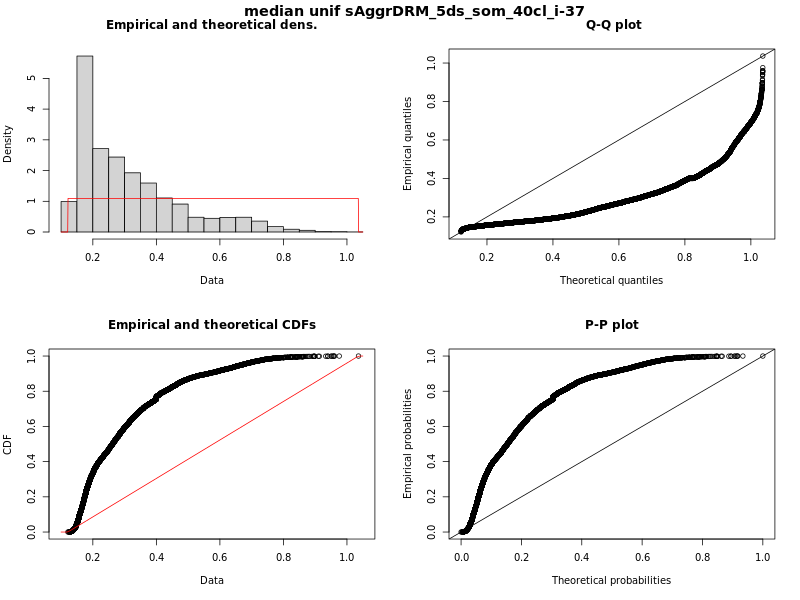 median unif sAggrDRM_5ds_som_40cl_i-37
Empirical and theoretical dens.
Density
0 1 2 3 4 5
0.2 0.4 0.6 0.8 1.0
Data
Q-Q plot
Empirical quantiles
0.2 0.4 0.6 0.8 1.0
0.2 0.4 0.6 0.8 1.0
Theoretical quantiles
Empirical and theoretical CDFs
CDF
0.0 0.2 0.4 0.6 0.8 1.0
0.2 0.4 0.6 0.8 1.0
Data
P-P plot
Empirical probabilities
0.0 0.2 0.4 0.6 0.8 1.0
0.0 0.2 0.4 0.6 0.8 1.0
Theoretical probabilities